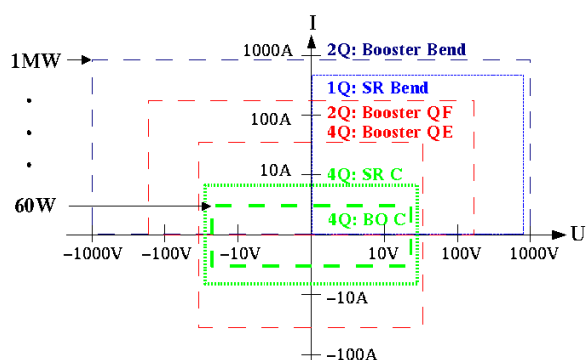 I
1000A
2Q: Booster Bend
1MW
1Q: SR Bend
2Q: Booster QF
100A
4Q: Booster QE
10A
4Q: SR C
60W
4Q: BO C
U
-1000V
-100V
-10V
10V
100V
1000V
-10A
-100A